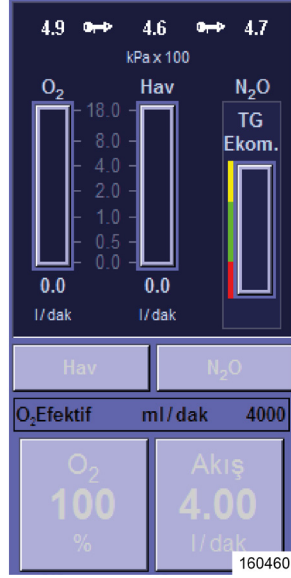 4.9 4.6 4.7
kPa x 100
O₂ Hav N₂O
18.0 TG
8.0 Ekom.
4.0
2.0
1.0
0.5
0.0
0.0 0.0
l/dak l/dak
Hav N₂O
O₂Efektif ml/dak 4000
O₂ Akış
100 4.00
% l/dak
160460